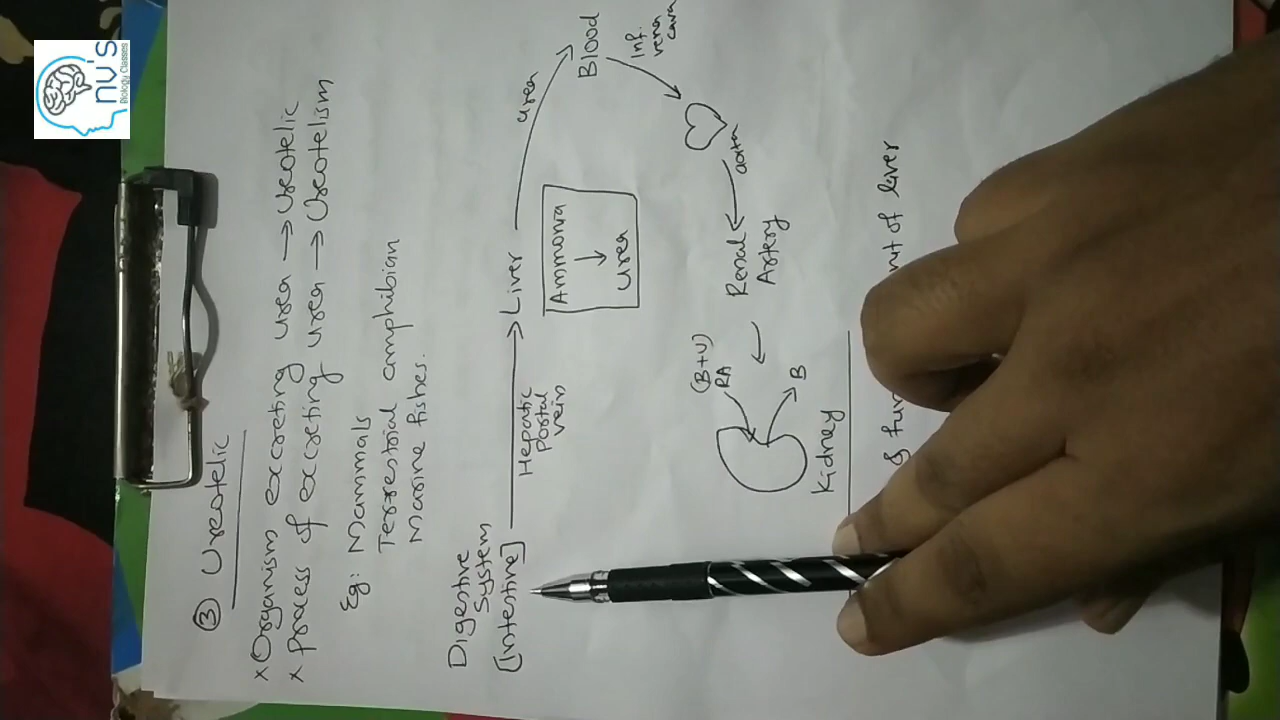 nu's
Biology Classes
③ Ureotelic
x Organism excreting urea → Ureotelic
x Process of excreting urea → Ureotelism
Eg: Mammals
Terrestrial amphibian
Marine fishes.
Digestive
System
[Intestine]
Hepatic
Portal
vein
Liver
Ammonia
↓
Urea
urea
Blood
Inf.
vena
cava
aorta
Renal
Artery
(B+U)
RA
B
Kidney
of liver